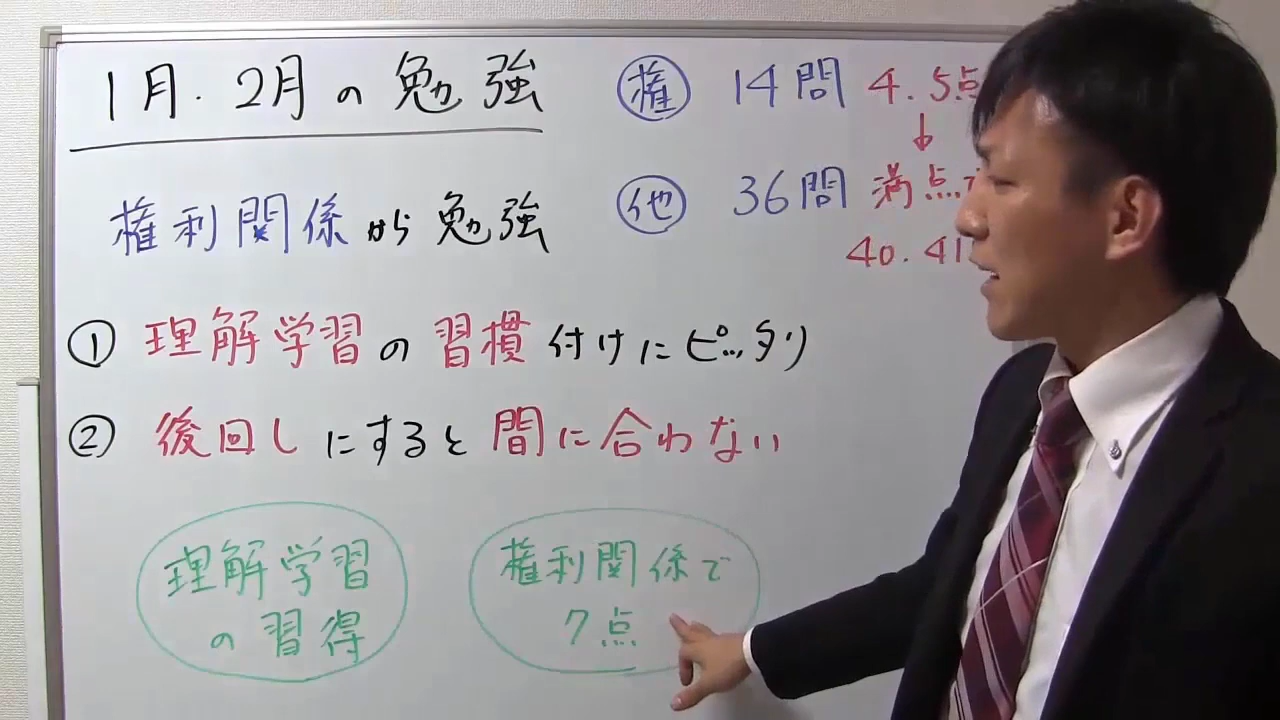 1月.2月の勉強
権利関係から勉強
① 理解学習の習慣付けにピッタリ
② 後回しにすると間に合わない
理解学習
の習得
権利関係で
7点
権 14問 4.5点
↓
他 36問 満点で
40.41